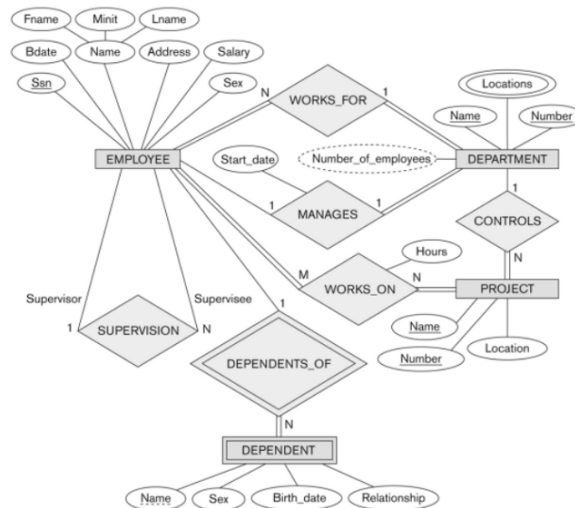 Fname Minit Lname
Bdate Name Address Salary
Ssn Sex
N WORKS_FOR 1
Locations
Name Number
EMPLOYEE Start_date Number_of_employees DEPARTMENT
1 MANAGES 1
1
CONTROLS
N
Hours
M WORKS_ON N PROJECT
Supervisor Supervisee
1 SUPERVISION N
1
Name
Number Location
DEPENDENTS_OF
N
DEPENDENT
Name Sex Birth_date Relationship